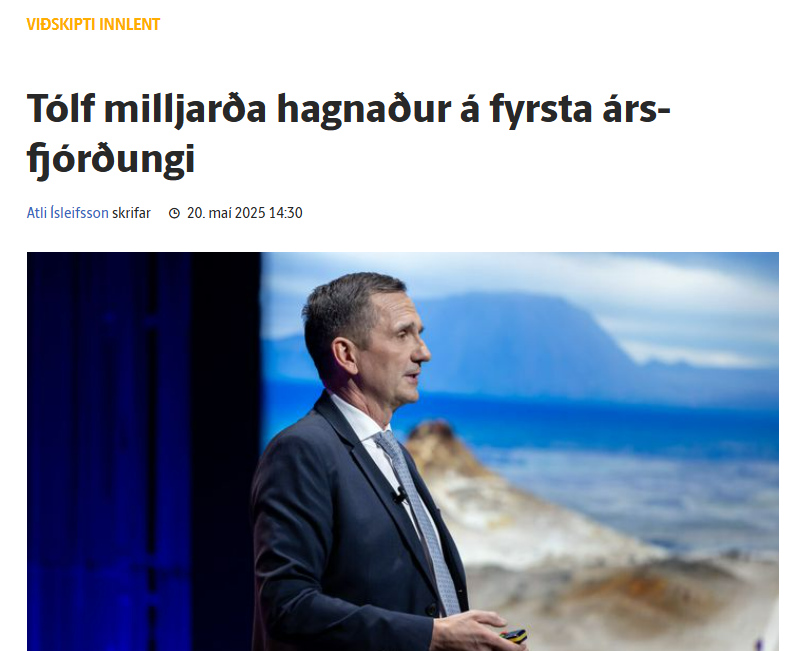 VIÐSKIPTI INNLENT
Tólf milljarða hagnaður á fyrsta árs-
fjórðungi
Atli Ísleifsson skrifar 20. maí 2025 14:30